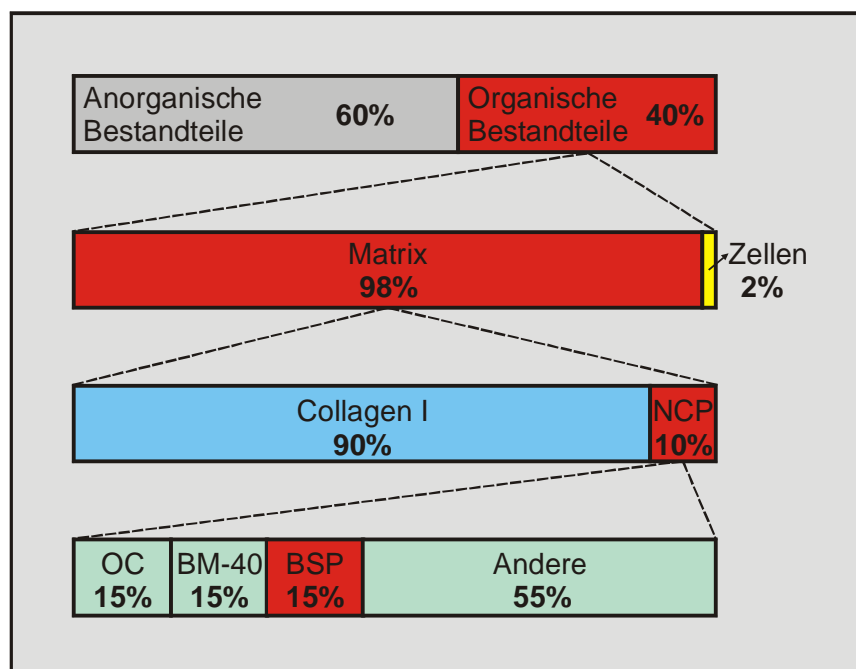 Anorganische
Bestandteile
60%
Organische
Bestandteile
40%
Matrix
98%
Zellen
2%
Collagen I
90%
NCP
10%
OC
15%
BM-40
15%
BSP
15%
Andere
55%